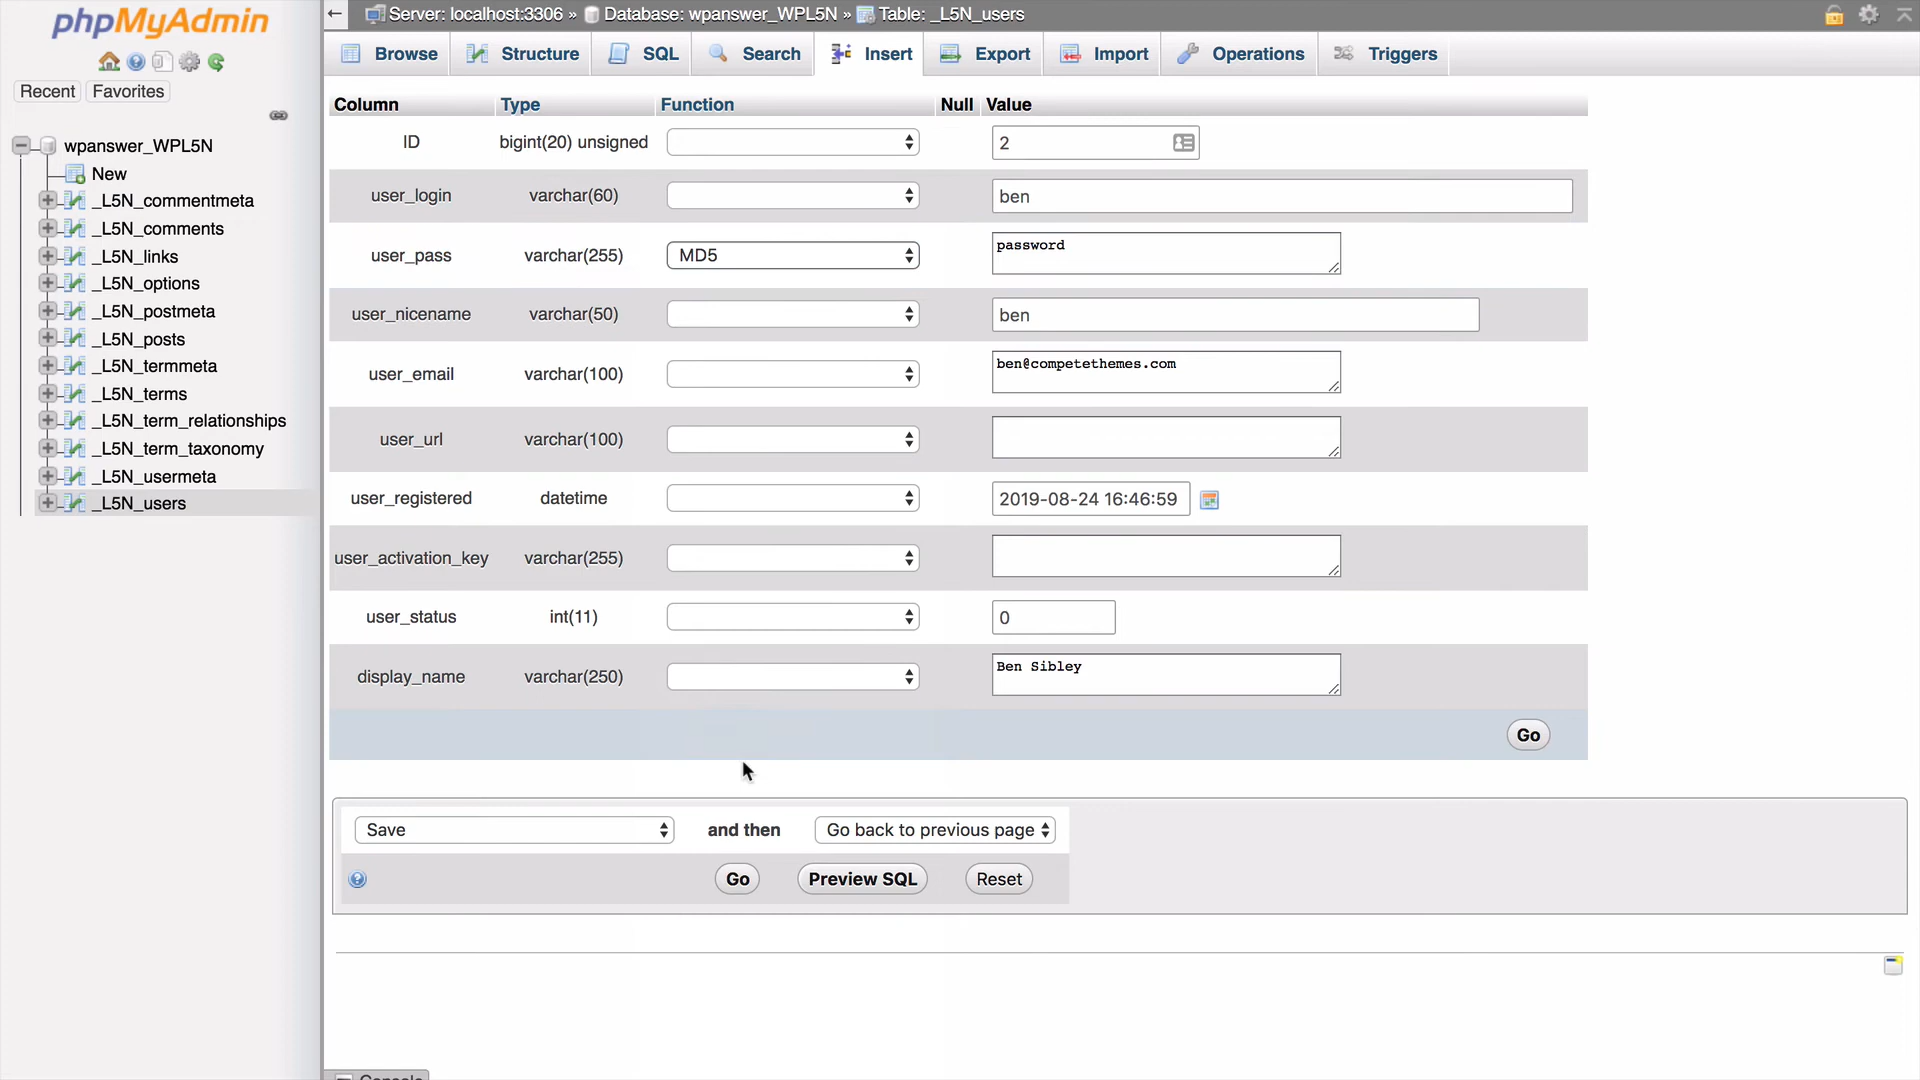 phpMyAdmin
Recent Favorites
wpanswer_WPL5N
New
_L5N_commentmeta
_L5N_comments
_L5N_links
_L5N_options
_L5N_postmeta
_L5N_posts
_L5N_termmeta
_L5N_terms
_L5N_term_relationships
_L5N_term_taxonomy
_L5N_usermeta
_L5N_users
Server: localhost:3306 » Database: wpanswer_WPL5N » Table: _L5N_users
Browse Structure SQL Search Insert Export Import Operations Triggers
Column Type Function Null Value
ID bigint(20) unsigned 2
user_login varchar(60) ben
user_pass varchar(255) MD5 password
user_nicename varchar(50) ben
user_email varchar(100) ben@competethemes.com
user_url varchar(100)
user_registered datetime 2019-08-24 16:46:59
user_activation_key varchar(255)
user_status int(11) 0
display_name varchar(250) Ben Sibley
Go
Save and then Go back to previous page
Go Preview SQL Reset
Console